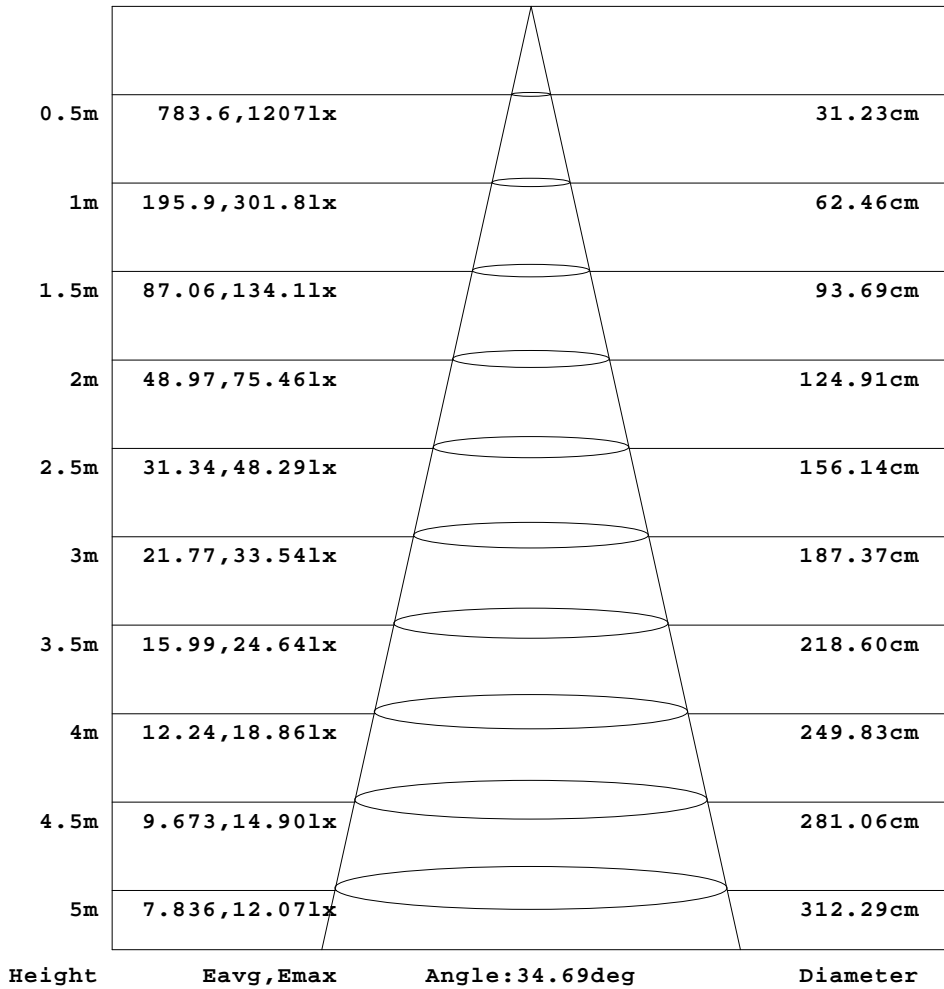 0.5m 783.6,1207lx 31.23cm
1m 195.9,301.8lx 62.46cm
1.5m 87.06,134.1lx 93.69cm
2m 48.97,75.46lx 124.91cm
2.5m 31.34,48.29lx 156.14cm
3m 21.77,33.54lx 187.37cm
3.5m 15.99,24.64lx 218.60cm
4m 12.24,18.86lx 249.83cm
4.5m 9.673,14.90lx 281.06cm
5m 7.836,12.07lx 312.29cm
Height Eavg,Emax Angle:34.69deg Diameter